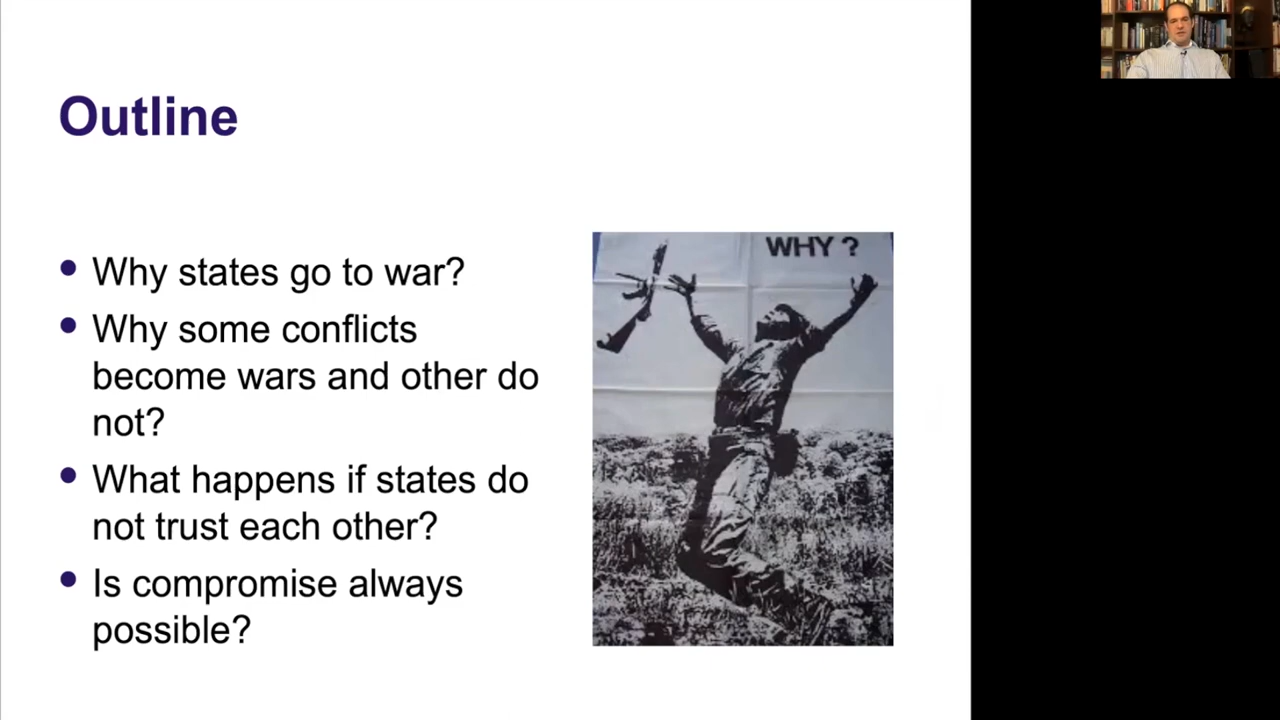 Outline
Why states go to war?
Why some conflicts
become wars and other do
not?
What happens if states do
not trust each other?
Is compromise always
possible?
WHY ?